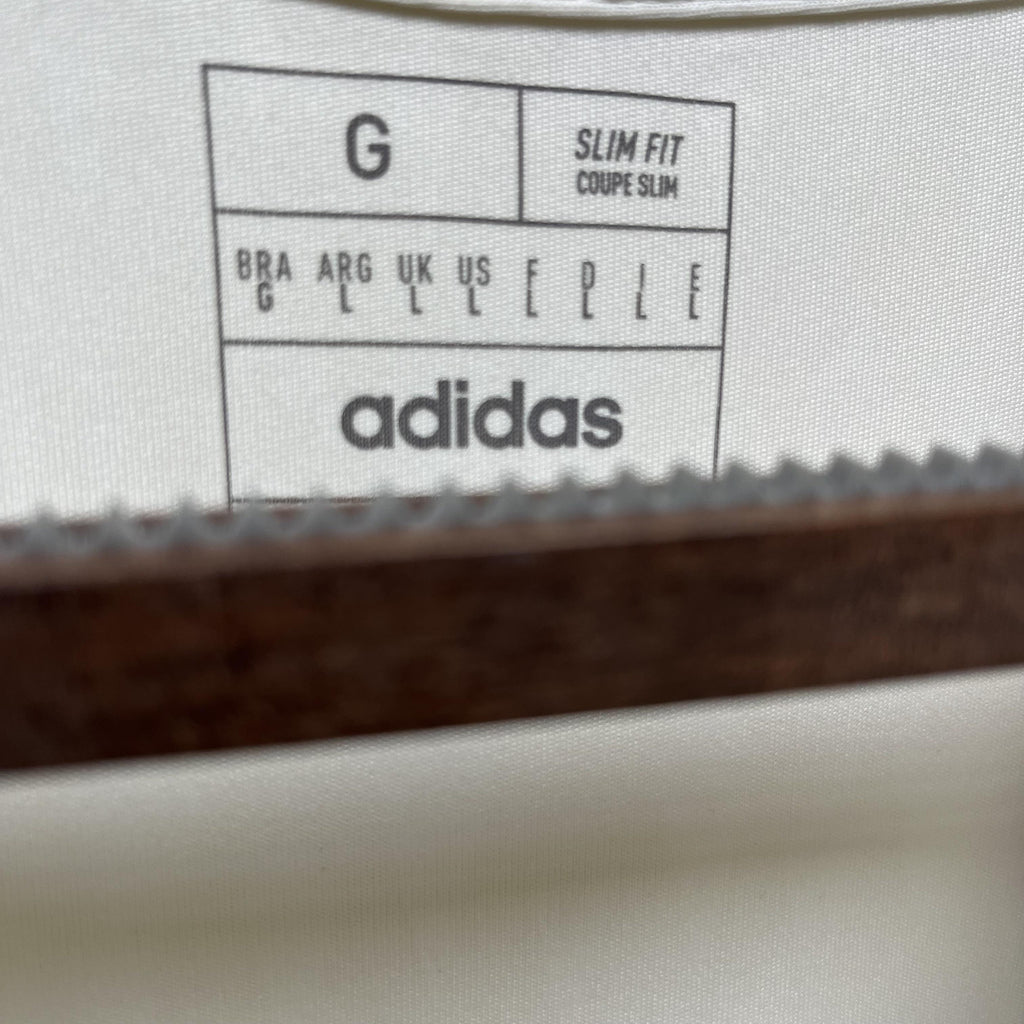 G
SLIM FIT
COUPE SLIM
BRA ARG UK US F D I E
G L L L L L L L
adidas